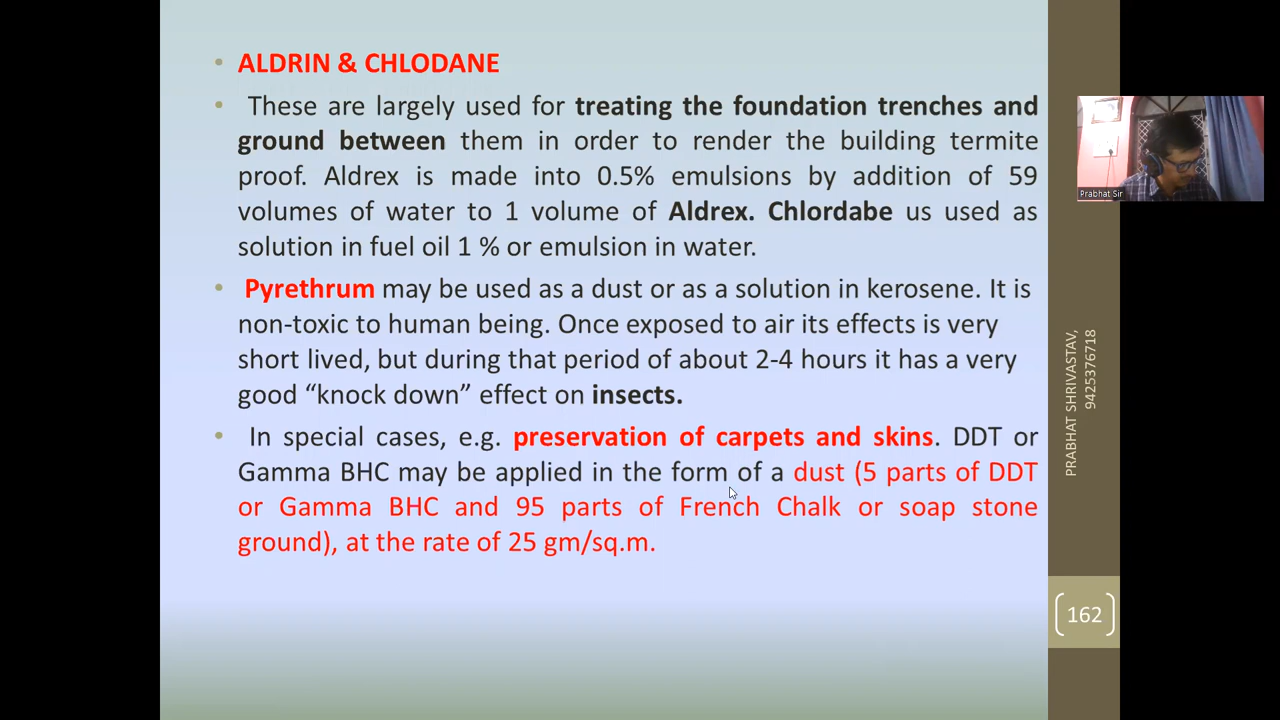 • ALDRIN & CHLODANE
• These are largely used for treating the foundation trenches and
ground between them in order to render the building termite
proof. Aldrex is made into 0.5% emulsions by addition of 59
volumes of water to 1 volume of Aldrex. Chlordabe us used as
solution in fuel oil 1 % or emulsion in water.
• Pyrethrum may be used as a dust or as a solution in kerosene. It is
non-toxic to human being. Once exposed to air its effects is very
short lived, but during that period of about 2-4 hours it has a very
good “knock down” effect on insects.
• In special cases, e.g. preservation of carpets and skins. DDT or
Gamma BHC may be applied in the form of a dust (5 parts of DDT
or Gamma BHC and 95 parts of French Chalk or soap stone
ground), at the rate of 25 gm/sq.m.
Prabhat Sir
PRABHAT SHRIVASTAV,
9425376718
162